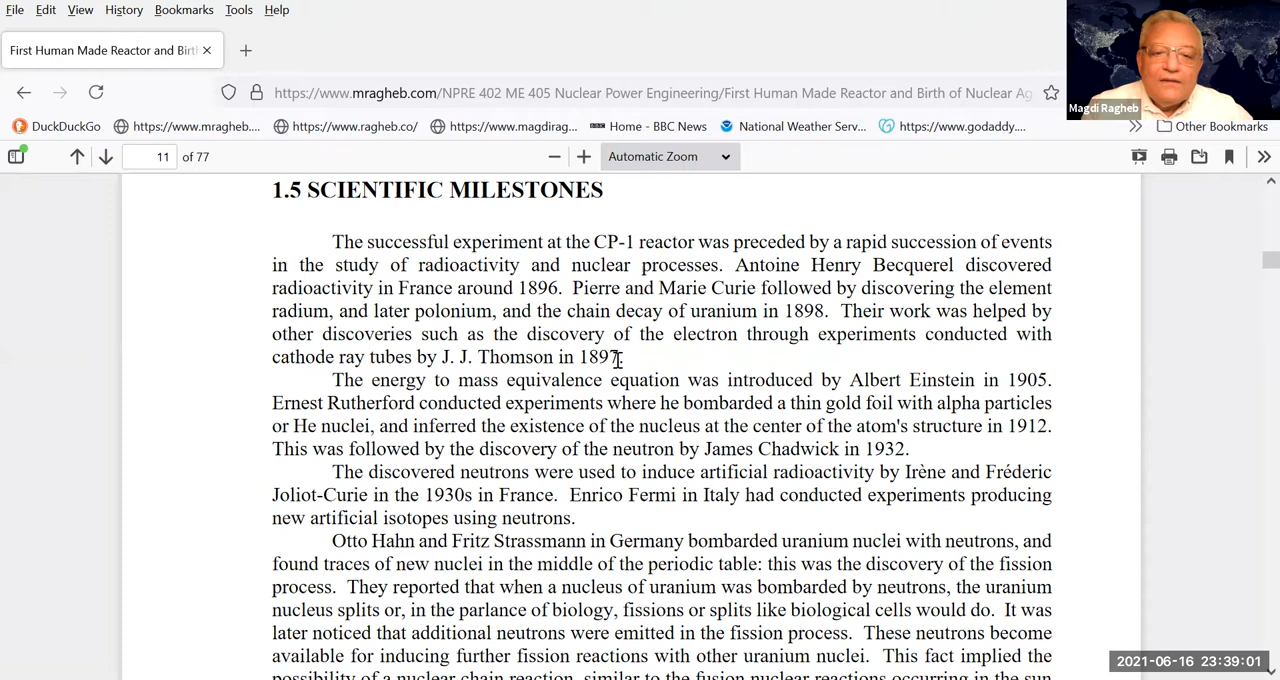 File Edit View History Bookmarks Tools Help
First Human Made Reactor and Birt
https://www.mragheb.com/NPRE 402 ME 405 Nuclear Power Engineering/First Human Made Reactor and Birth of Nuclear Ag
Magdi Ragheb
DuckDuckGo https://www.mragheb.... https://www.ragheb.co/ https://www.magdirag... Home - BBC News National Weather Serv... https://www.godaddy.... Other Bookmarks
11 of 77 Automatic Zoom
1.5 SCIENTIFIC MILESTONES
The successful experiment at the CP-1 reactor was preceded by a rapid succession of events
in the study of radioactivity and nuclear processes. Antoine Henry Becquerel discovered
radioactivity in France around 1896. Pierre and Marie Curie followed by discovering the element
radium, and later polonium, and the chain decay of uranium in 1898. Their work was helped by
other discoveries such as the discovery of the electron through experiments conducted with
cathode ray tubes by J. J. Thomson in 1897.
The energy to mass equivalence equation was introduced by Albert Einstein in 1905.
Ernest Rutherford conducted experiments where he bombarded a thin gold foil with alpha particles
or He nuclei, and inferred the existence of the nucleus at the center of the atom's structure in 1912.
This was followed by the discovery of the neutron by James Chadwick in 1932.
The discovered neutrons were used to induce artificial radioactivity by Irène and Fréderic
Joliot-Curie in the 1930s in France. Enrico Fermi in Italy had conducted experiments producing
new artificial isotopes using neutrons.
Otto Hahn and Fritz Strassmann in Germany bombarded uranium nuclei with neutrons, and
found traces of new nuclei in the middle of the periodic table: this was the discovery of the fission
process. They reported that when a nucleus of uranium was bombarded by neutrons, the uranium
nucleus splits or, in the parlance of biology, fissions or splits like biological cells would do. It was
later noticed that additional neutrons were emitted in the fission process. These neutrons become
available for inducing further fission reactions with other uranium nuclei. This fact implied the
possibility of a nuclear chain reaction, similar to the fusion nuclear reactions occurring in the sun
2021-06-16 23:39:01